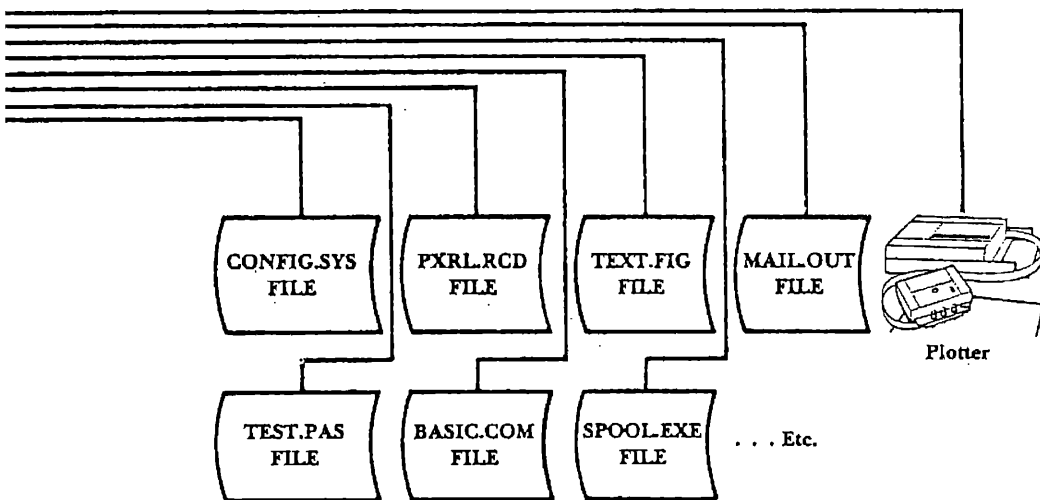 CONFIG.SYS
FILE
PXRL.RCD
FILE
TEXT.FIG
FILE
MAIL.OUT
FILE
Plotter
TEST.PAS
FILE
BASIC.COM
FILE
SPOOL.EXE
FILE
. . . Etc.